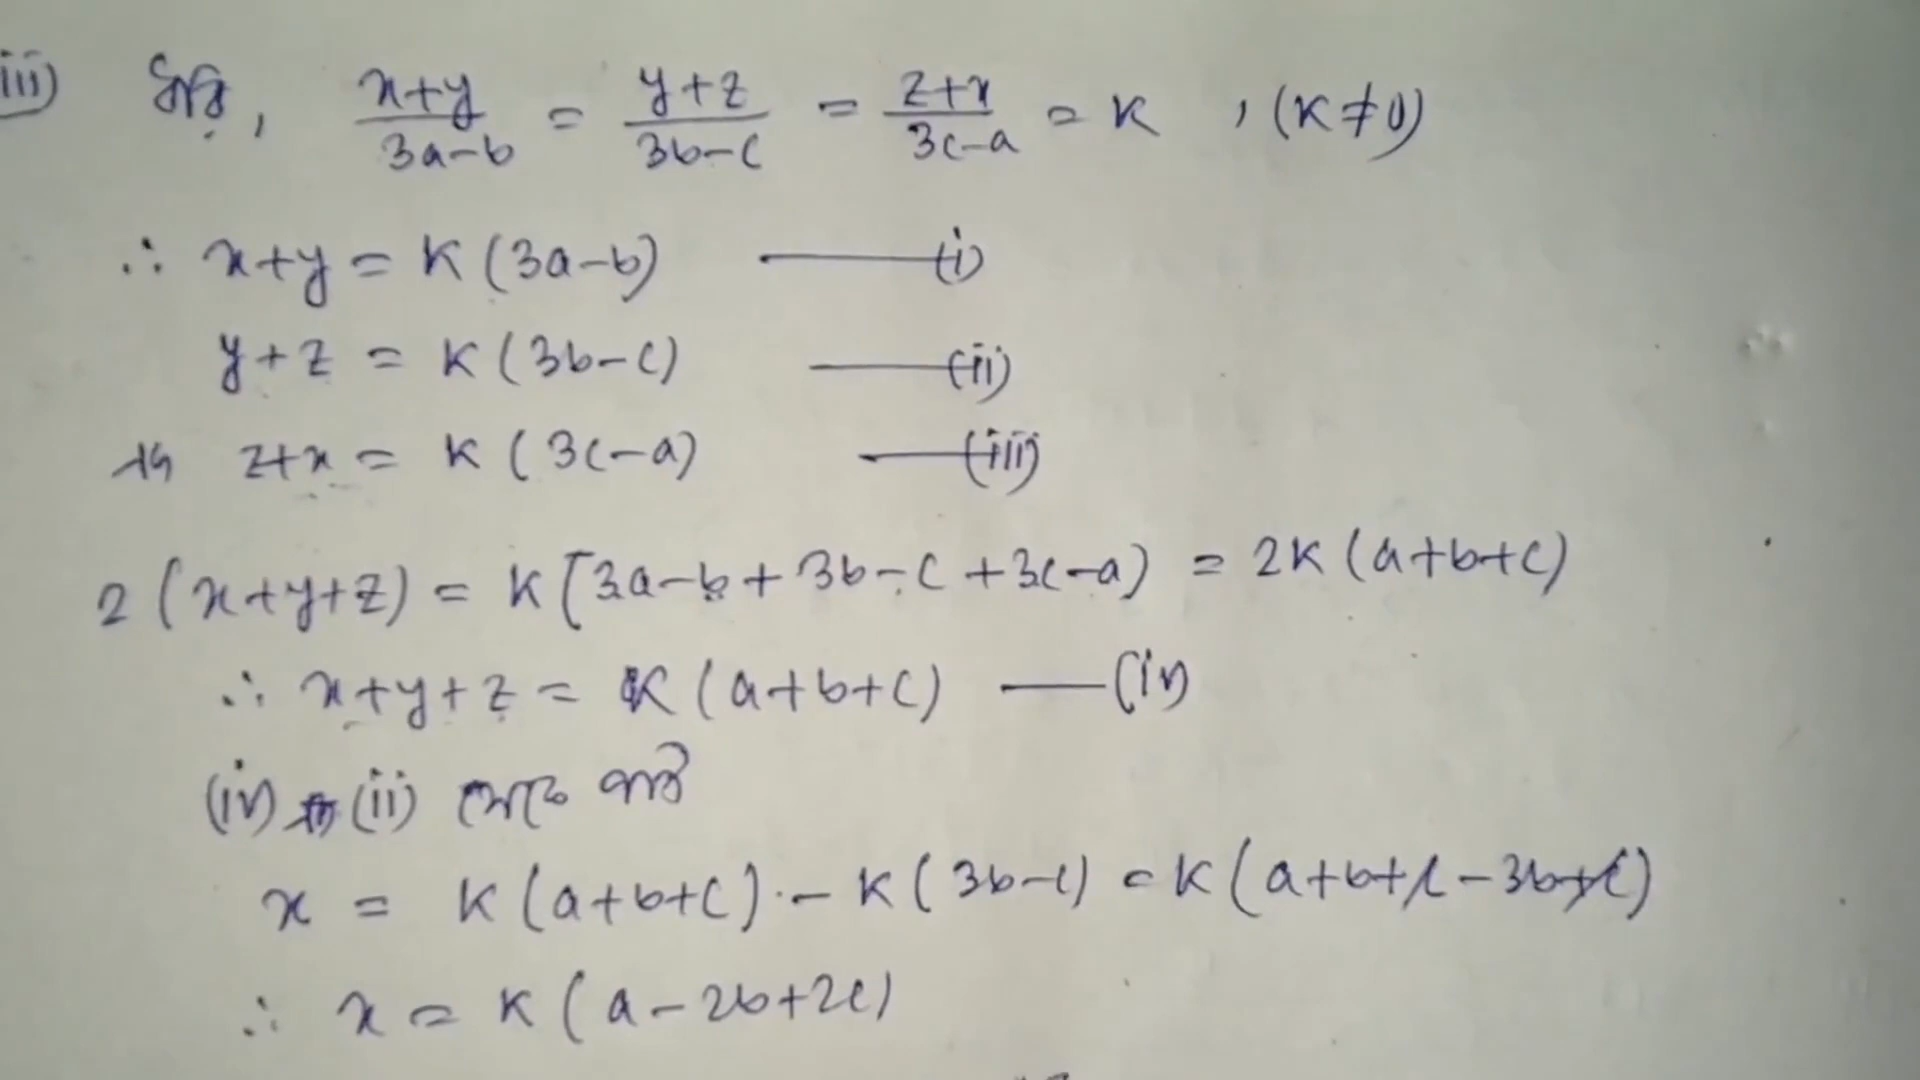 iii) ধরি, x+y/3a-b = y+z/3b-c = z+x/3c-a = K , (K≠0)
∴ x+y = K(3a-b) —— (i)
y+z = K(3b-c) —— (ii)
এবং z+x = K(3c-a) —— (iii)
2(x+y+z) = K[3a-b+3b-c+3c-a) = 2K(a+b+c)
∴ x+y+z = K(a+b+c) —— (iv)
(iv) (ii) থেকে পাই
x = K(a+b+c) - K(3b-c) = K(a+b+c-3b+c)
∴ x = K(a-2b+2c)